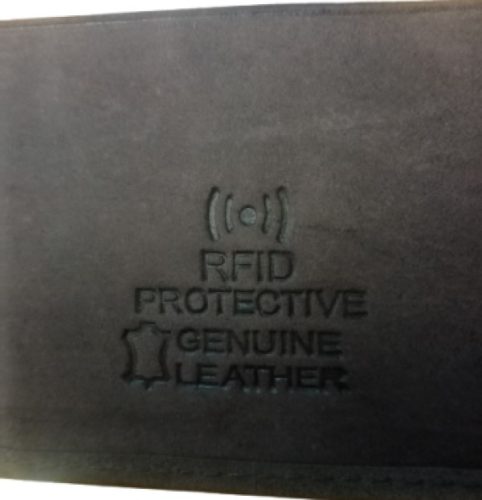 RFID
PROTECTIVE
GENUINE
LEATHER